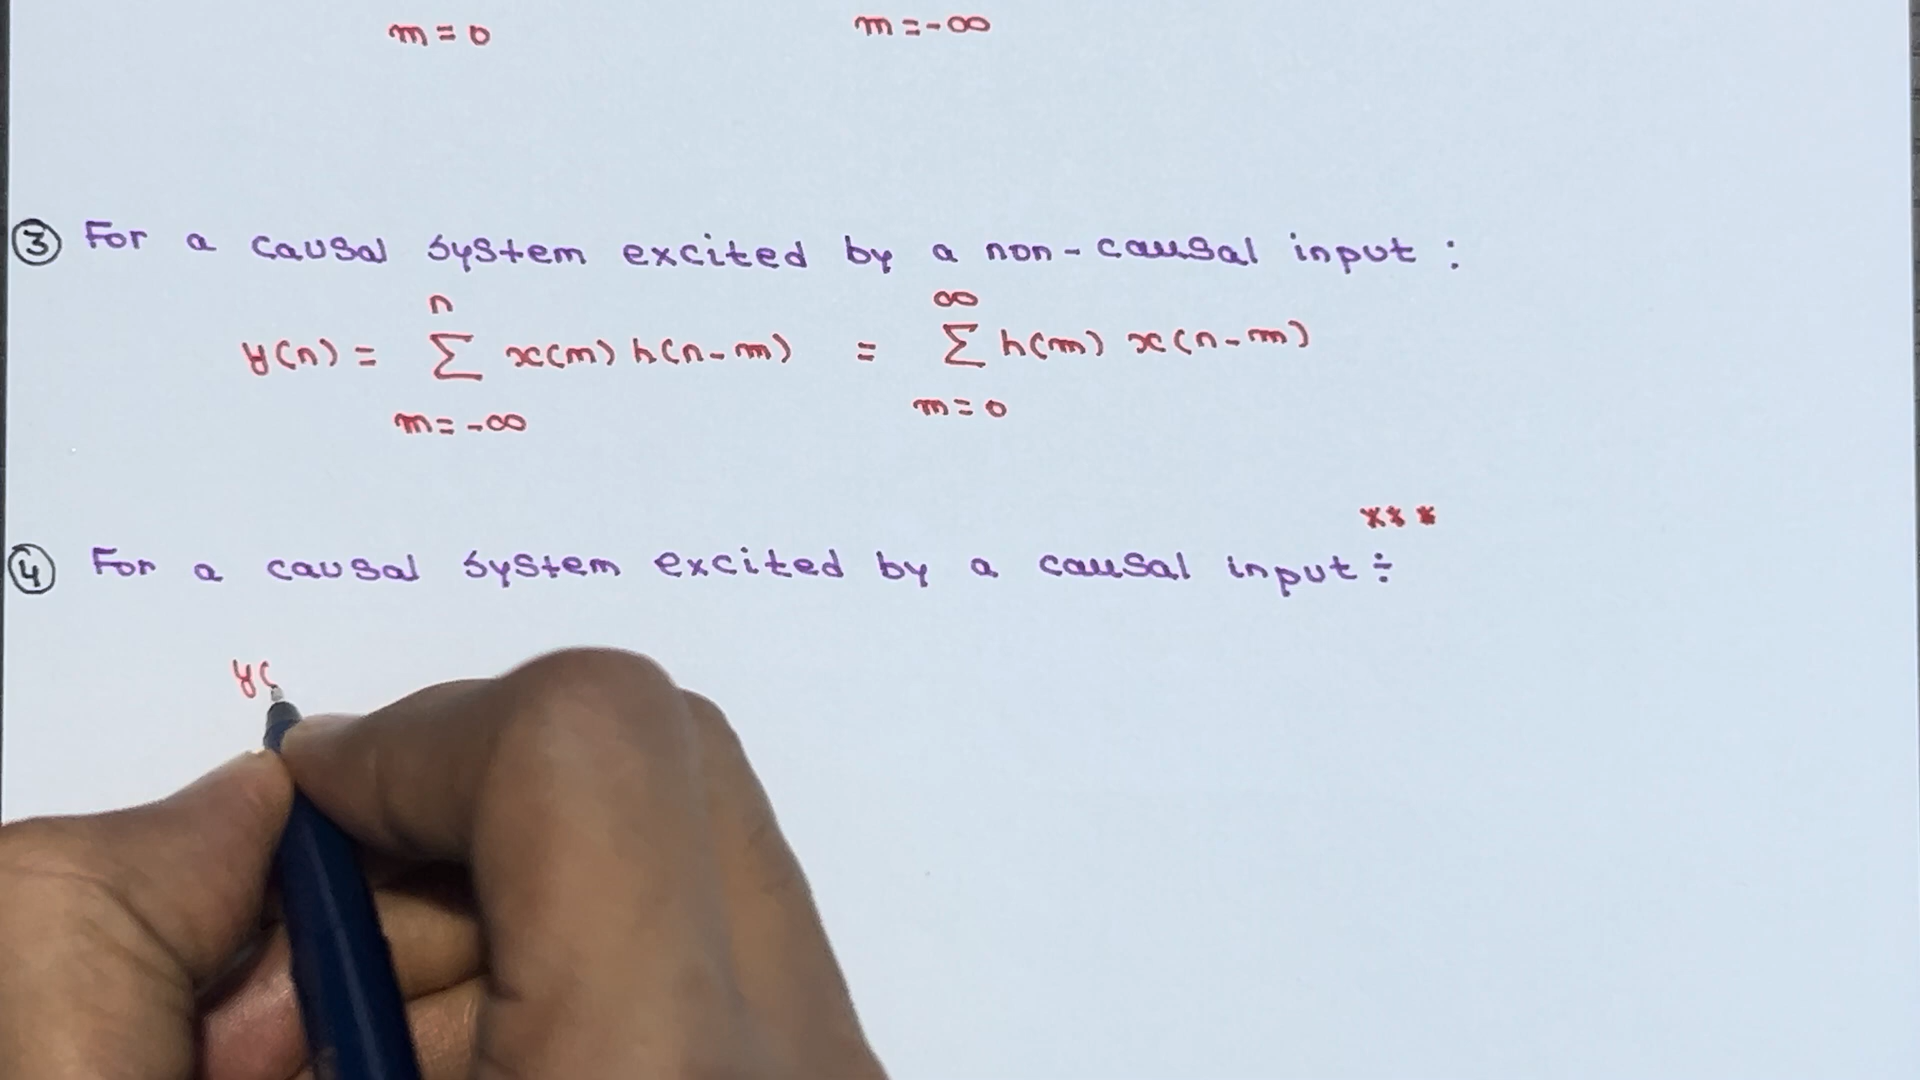 m = 0 m = -∞
③ For a causal system excited by a non-causal input :
n ∞
y(n) = ∑ x(m) h(n-m) = ∑ h(m) x(n-m)
m = -∞ m = 0
***
④ For a causal system excited by a causal input ÷
y(